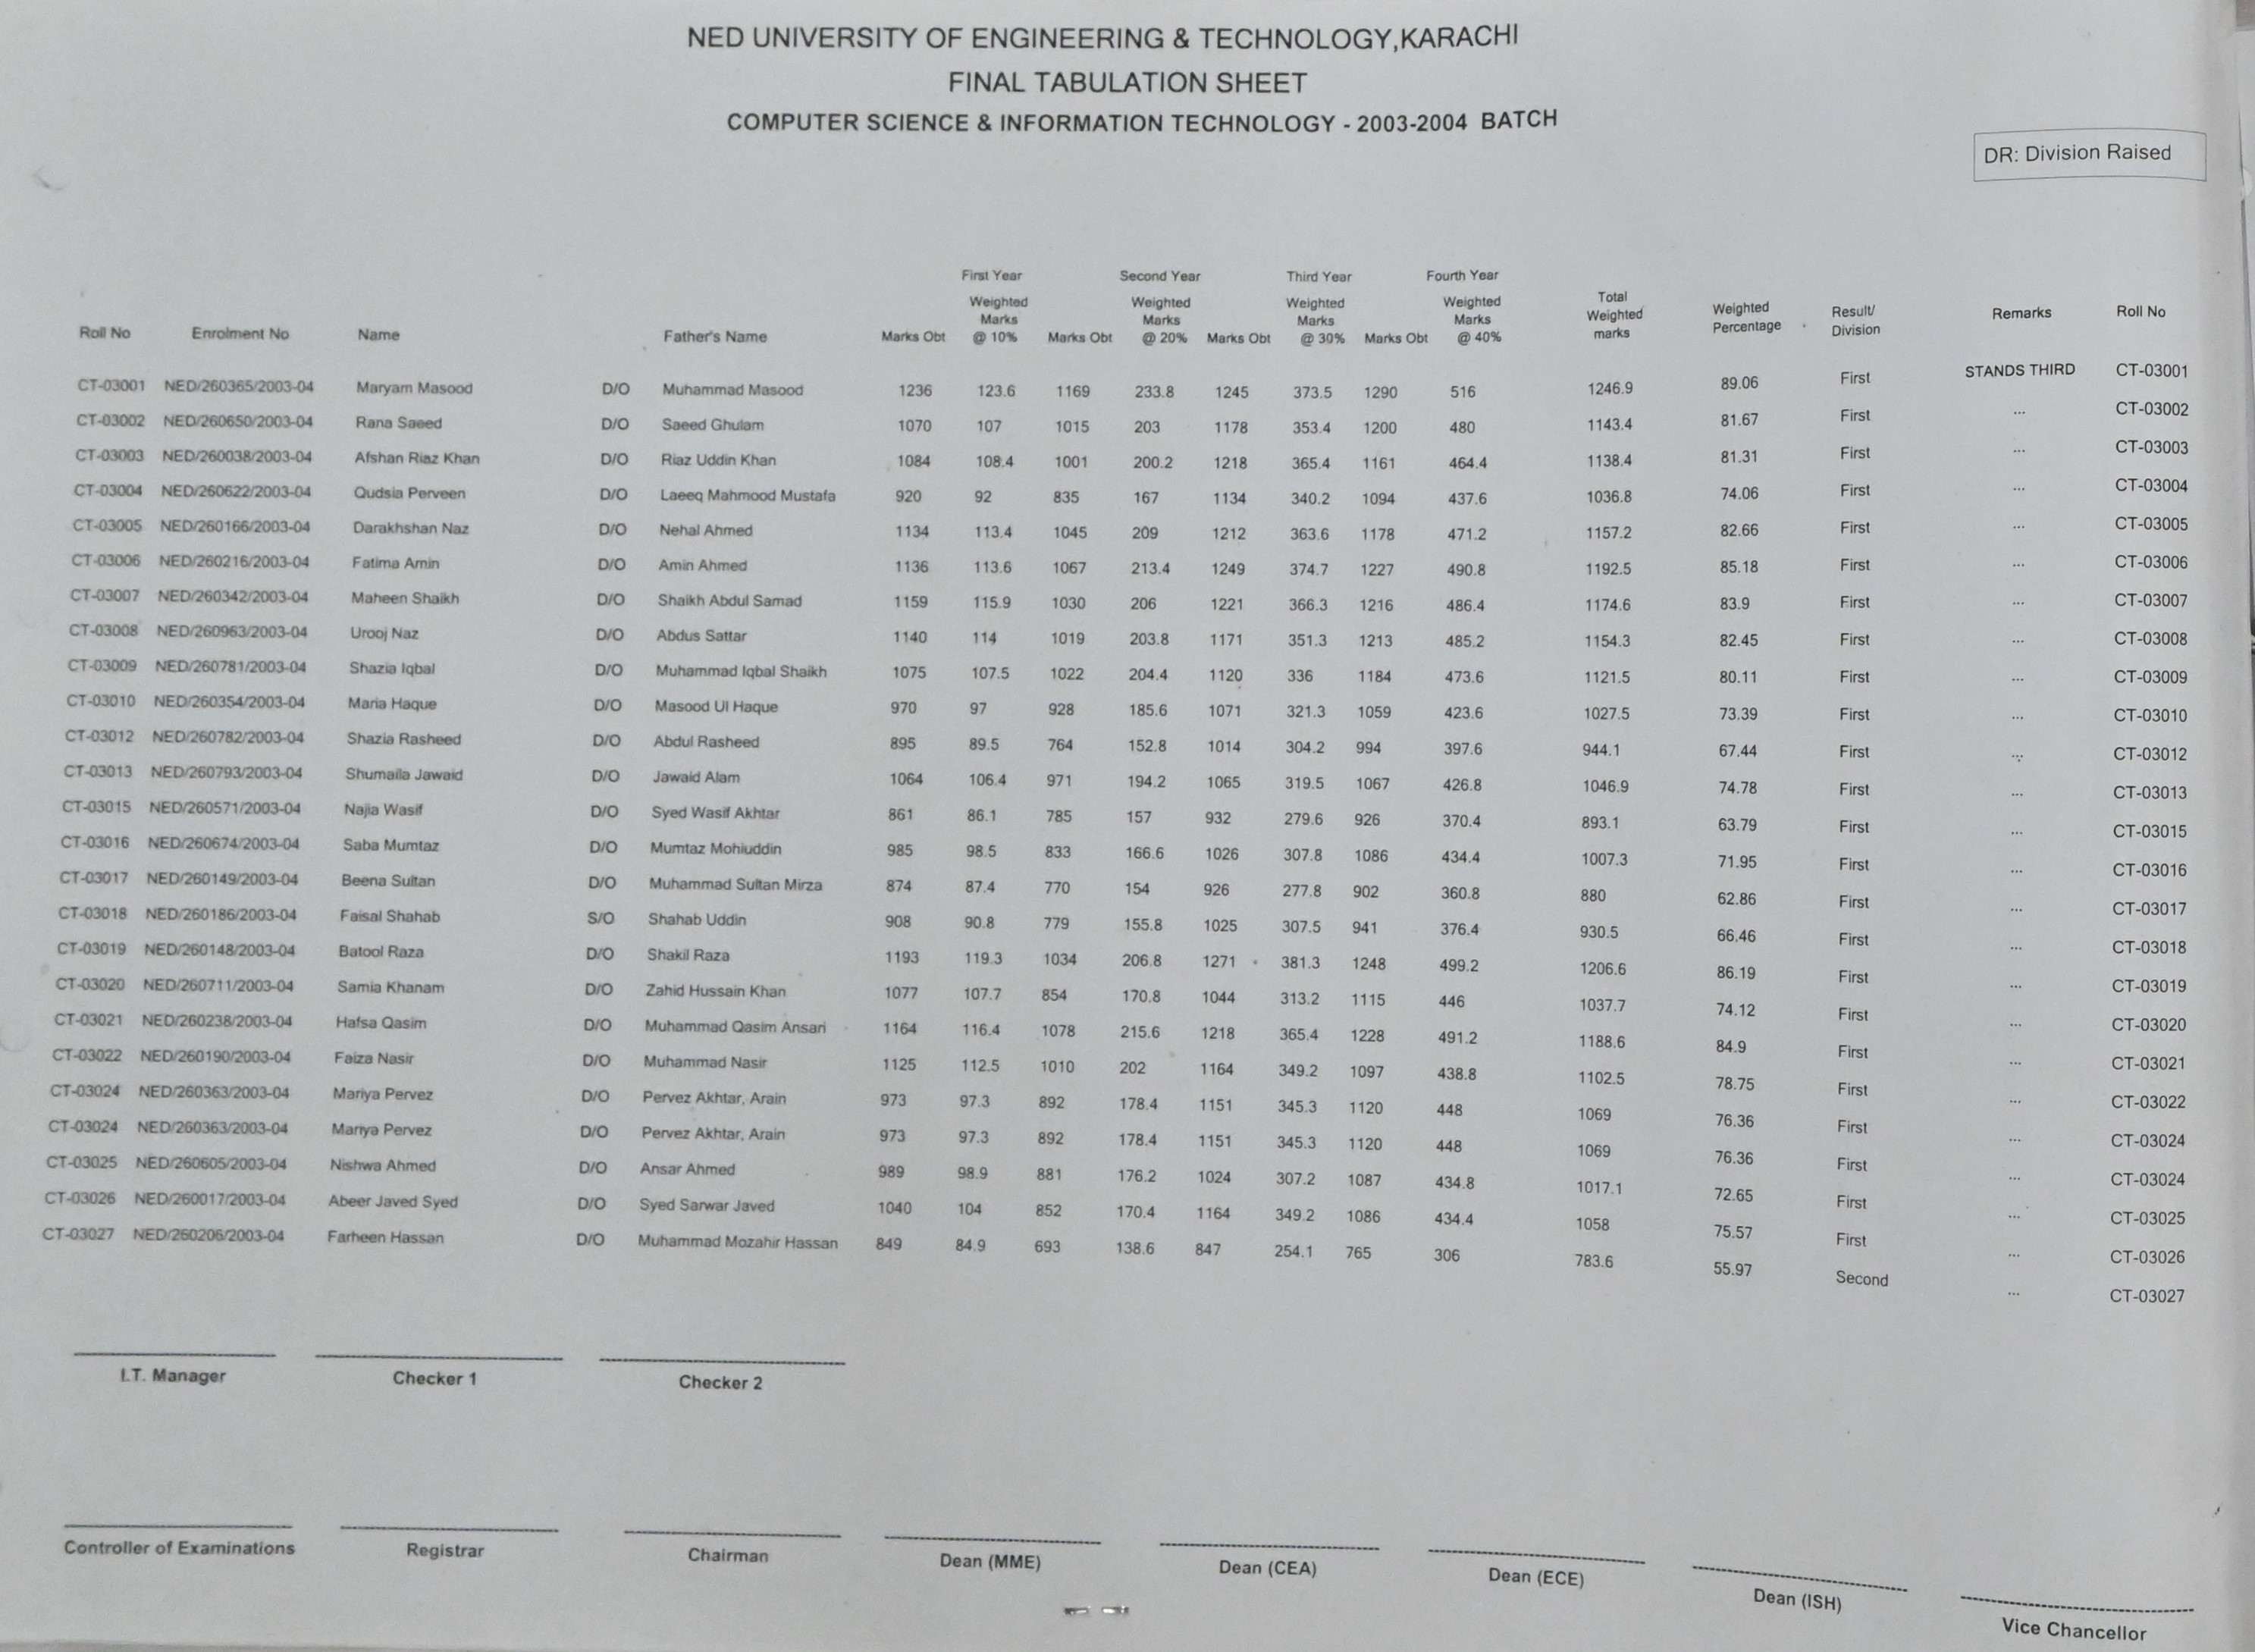 NED UNIVERSITY OF ENGINEERING & TECHNOLOGY,KARACHI
FINAL TABULATION SHEET
COMPUTER SCIENCE & INFORMATION TECHNOLOGY - 2003-2004 BATCH
DR: Division Raised
First Year Second Year Third Year Fourth Year
Roll No Enrolment No Name Father's Name Marks Obt Weighted Marks @ 10% Marks Obt Weighted Marks @ 20% Marks Obt Weighted Marks @ 30% Marks Obt Weighted Marks @ 40% Total Weighted marks Weighted Percentage Result/ Division Remarks Roll No
CT-03001 NED/260365/2003-04 Maryam Masood D/O Muhammad Masood 1236 123.6 1169 233.8 1245 373.5 1290 516 1246.9 89.06 First STANDS THIRD CT-03001
CT-03002 NED/260650/2003-04 Rana Saeed D/O Saeed Ghulam 1070 107 1015 203 1178 353.4 1200 480 1143.4 81.67 First ... CT-03002
CT-03003 NED/260038/2003-04 Afshan Riaz Khan D/O Riaz Uddin Khan 1084 108.4 1001 200.2 1218 365.4 1161 464.4 1138.4 81.31 First ... CT-03003
CT-03004 NED/260622/2003-04 Qudsia Perveen D/O Laeeq Mahmood Mustafa 920 92 835 167 1134 340.2 1094 437.6 1036.8 74.06 First ... CT-03004
CT-03005 NED/260166/2003-04 Darakhshan Naz D/O Nehal Ahmed 1134 113.4 1045 209 1212 363.6 1178 471.2 1157.2 82.66 First ... CT-03005
CT-03006 NED/260216/2003-04 Fatima Amin D/O Amin Ahmed 1136 113.6 1067 213.4 1249 374.7 1227 490.8 1192.5 85.18 First ... CT-03006
CT-03007 NED/260342/2003-04 Maheen Shaikh D/O Shaikh Abdul Samad 1159 115.9 1030 206 1221 366.3 1216 486.4 1174.6 83.9 First ... CT-03007
CT-03008 NED/260963/2003-04 Urooj Naz D/O Abdus Sattar 1140 114 1019 203.8 1171 351.3 1213 485.2 1154.3 82.45 First ... CT-03008
CT-03009 NED/260781/2003-04 Shazia Iqbal D/O Muhammad Iqbal Shaikh 1075 107.5 1022 204.4 1120 336 1184 473.6 1121.5 80.11 First ... CT-03009
CT-03010 NED/260354/2003-04 Maria Haque D/O Masood Ul Haque 970 97 928 185.6 1071 321.3 1059 423.6 1027.5 73.39 First ... CT-03010
CT-03012 NED/260782/2003-04 Shazia Rasheed D/O Abdul Rasheed 895 89.5 764 152.8 1014 304.2 994 397.6 944.1 67.44 First ... CT-03012
CT-03013 NED/260793/2003-04 Shumaila Jawaid D/O Jawaid Alam 1064 106.4 971 194.2 1065 319.5 1067 426.8 1046.9 74.78 First ... CT-03013
CT-03015 NED/260571/2003-04 Najia Wasif D/O Syed Wasif Akhtar 861 86.1 785 157 932 279.6 926 370.4 893.1 63.79 First ... CT-03015
CT-03016 NED/260674/2003-04 Saba Mumtaz D/O Mumtaz Mohiuddin 985 98.5 833 166.6 1026 307.8 1086 434.4 1007.3 71.95 First ... CT-03016
CT-03017 NED/260149/2003-04 Beena Sultan D/O Muhammad Sultan Mirza 874 87.4 770 154 926 277.8 902 360.8 880 62.86 First ... CT-03017
CT-03018 NED/260186/2003-04 Faisal Shahab S/O Shahab Uddin 908 90.8 779 155.8 1025 307.5 941 376.4 930.5 66.46 First ... CT-03018
CT-03019 NED/260148/2003-04 Batool Raza D/O Shakil Raza 1193 119.3 1034 206.8 1271 381.3 1248 499.2 1206.6 86.19 First ... CT-03019
CT-03020 NED/260711/2003-04 Samia Khanam D/O Zahid Hussain Khan 1077 107.7 854 170.8 1044 313.2 1115 446 1037.7 74.12 First ... CT-03020
CT-03021 NED/260238/2003-04 Hafsa Qasim D/O Muhammad Qasim Ansari 1164 116.4 1078 215.6 1218 365.4 1228 491.2 1188.6 84.9 First ... CT-03021
CT-03022 NED/260190/2003-04 Faiza Nasir D/O Muhammad Nasir 1125 112.5 1010 202 1164 349.2 1097 438.8 1102.5 78.75 First ... CT-03022
CT-03024 NED/260363/2003-04 Mariya Pervez D/O Pervez Akhtar, Arain 973 97.3 892 178.4 1151 345.3 1120 448 1069 76.36 First ... CT-03024
CT-03024 NED/260363/2003-04 Mariya Pervez D/O Pervez Akhtar, Arain 973 97.3 892 178.4 1151 345.3 1120 448 1069 76.36 First ... CT-03024
CT-03025 NED/260605/2003-04 Nishwa Ahmed D/O Ansar Ahmed 989 98.9 881 176.2 1024 307.2 1087 434.8 1017.1 72.65 First ... CT-03025
CT-03026 NED/260017/2003-04 Abeer Javed Syed D/O Syed Sarwar Javed 1040 104 852 170.4 1164 349.2 1086 434.4 1058 75.57 First ... CT-03026
CT-03027 NED/260206/2003-04 Farheen Hassan D/O Muhammad Mozahir Hassan 849 84.9 693 138.6 847 254.1 765 306 783.6 55.97 Second ... CT-03027
I.T. Manager Checker 1 Checker 2
Controller of Examinations Registrar Chairman Dean (MME) Dean (CEA) Dean (ECE) Dean (ISH) Vice Chancellor